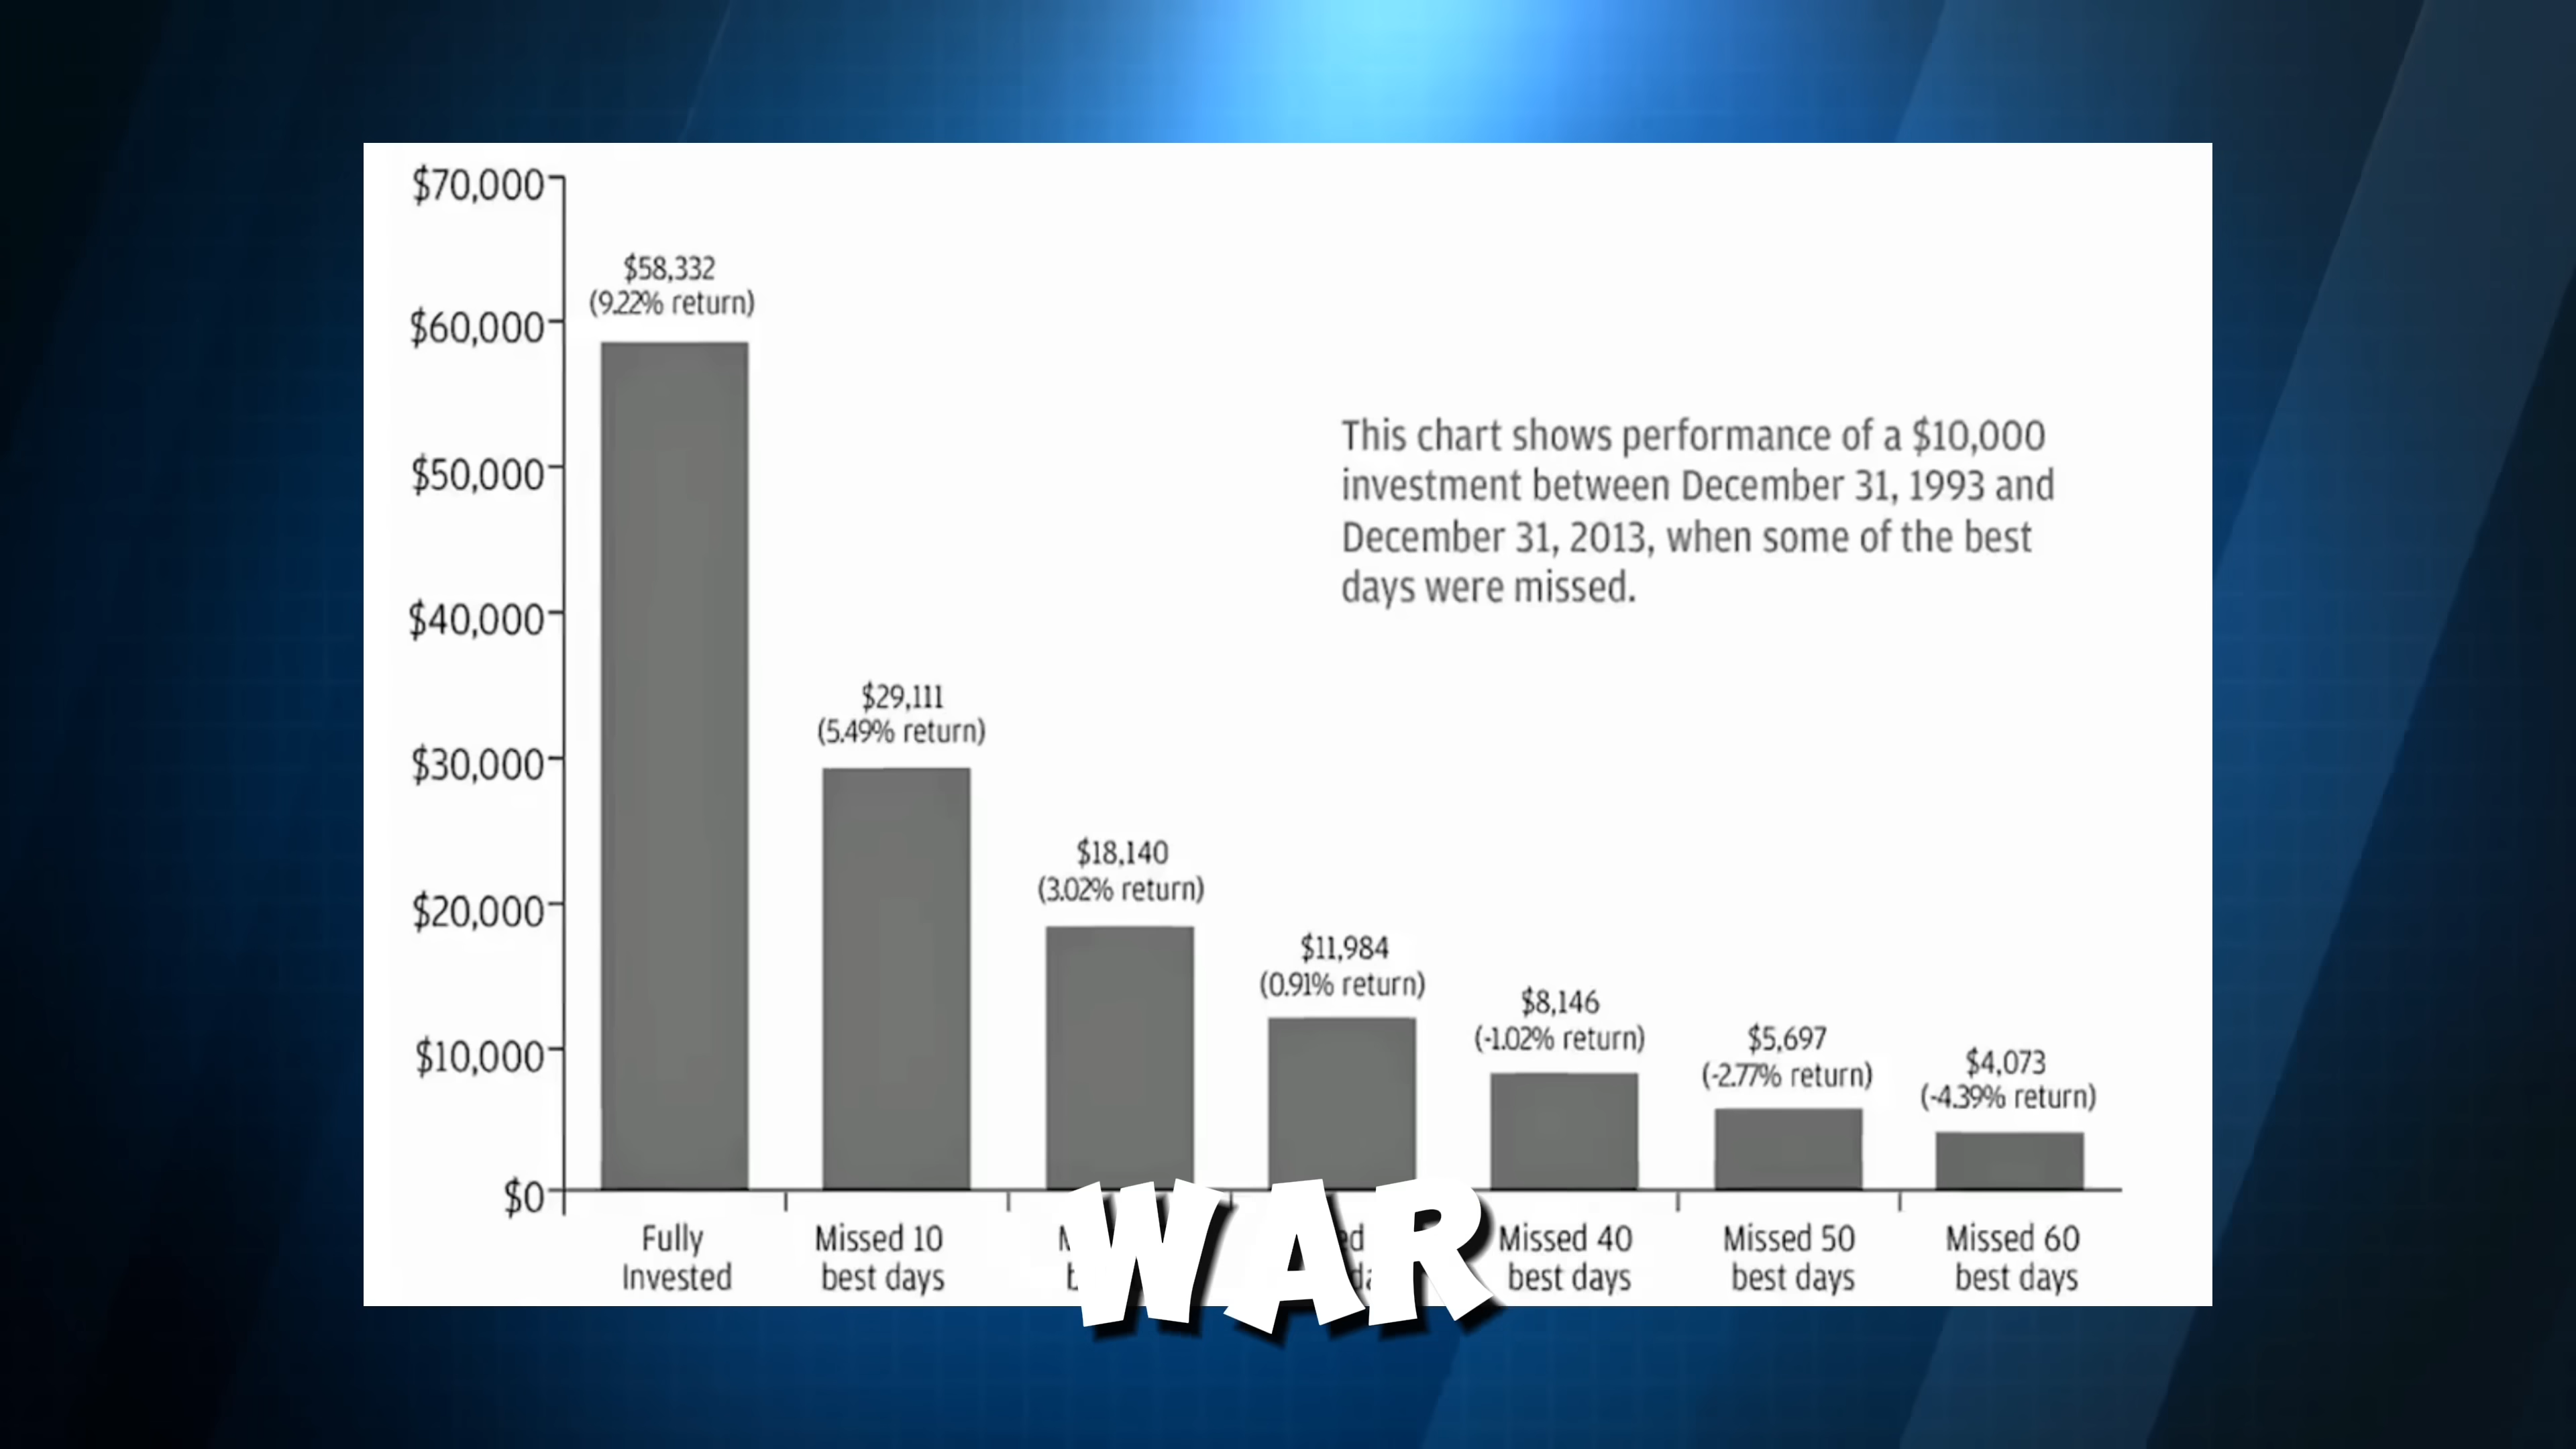 $70,000
$60,000
$50,000
$40,000
$30,000
$20,000
$10,000
$0
$58,332
(9.22% return)
$29,111
(5.49% return)
$18,140
(3.02% return)
$11,984
(0.91% return)
$8,146
(-1.02% return)
$5,697
(-2.77% return)
$4,073
(-4.39% return)
This chart shows performance of a $10,000
investment between December 31, 1993 and
December 31, 2013, when some of the best
days were missed.
Fully
Invested
Missed 10
best days
Missed 40
best days
Missed 50
best days
Missed 60
best days
WAR